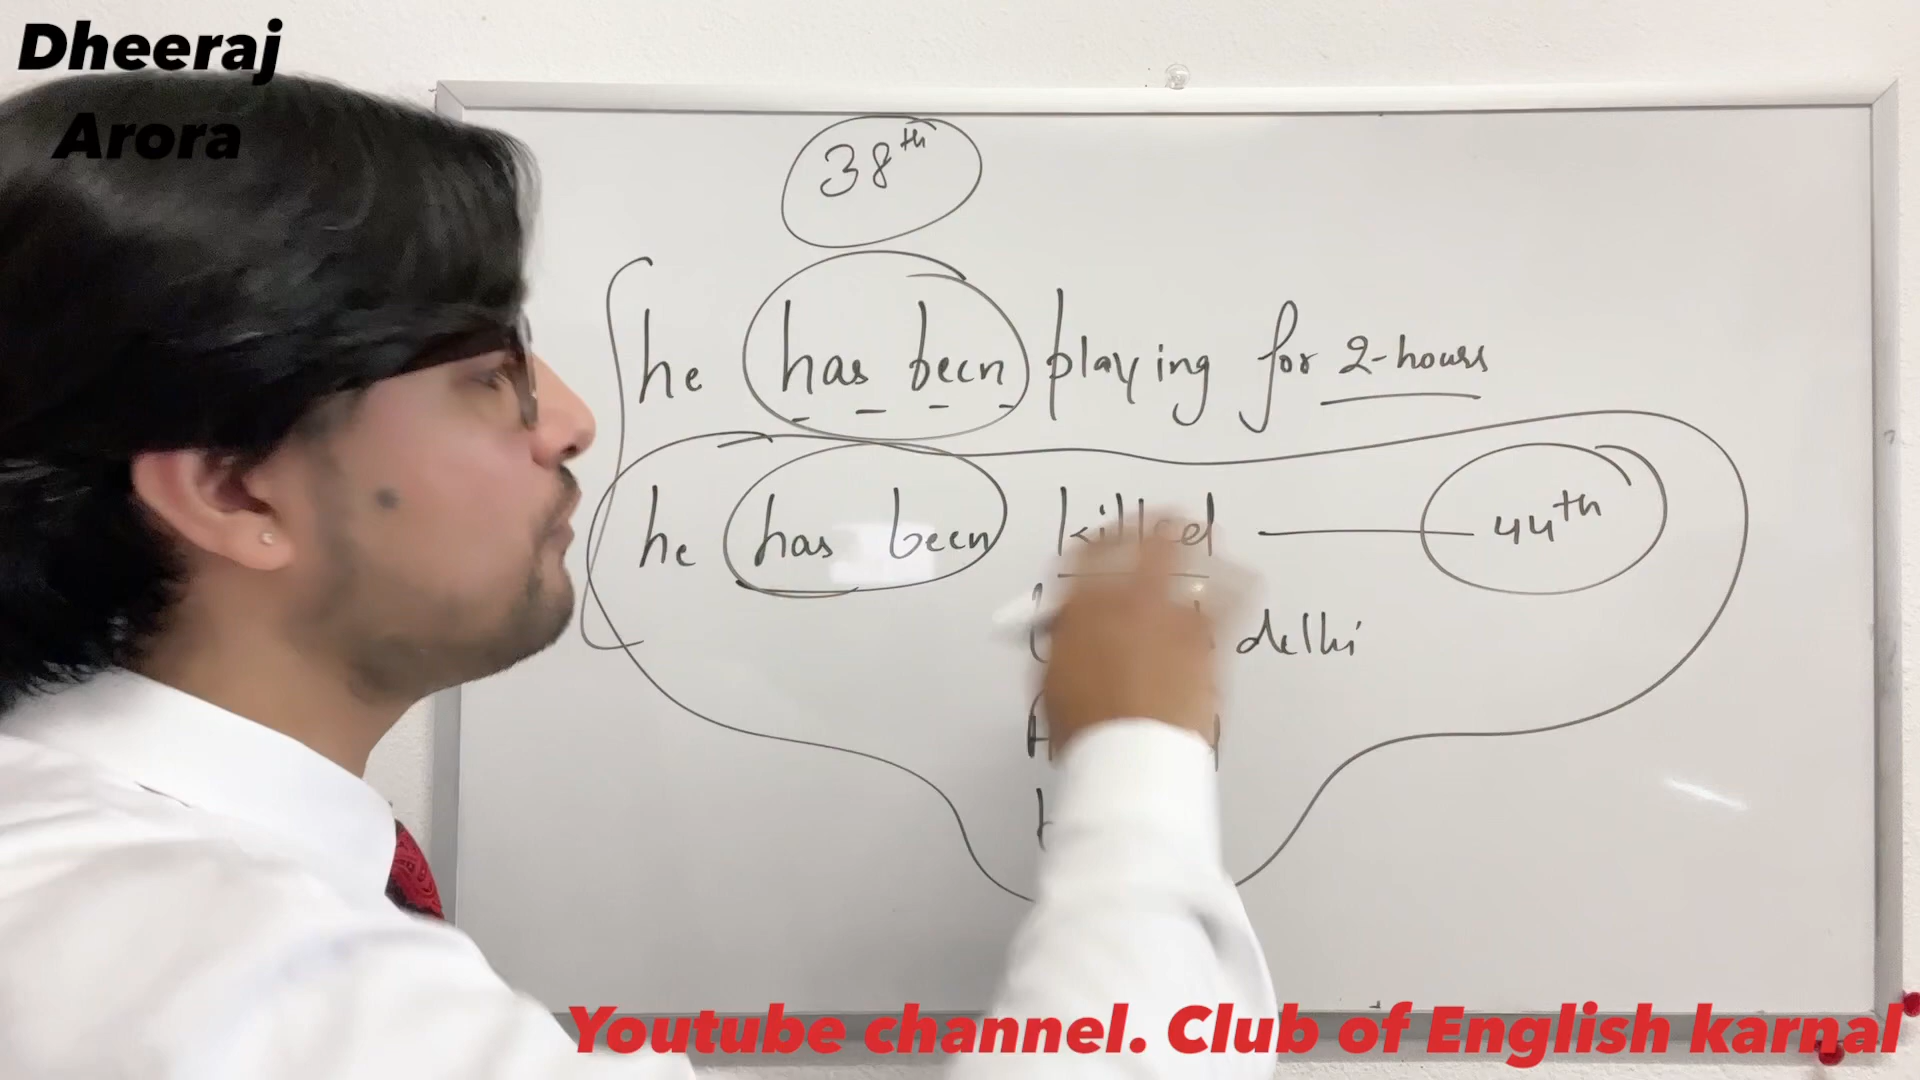 Dheeraj
Arora
38th
he has been playing for 2-hours
he has been killed 44th
delhi
Youtube channel. Club of English karnal